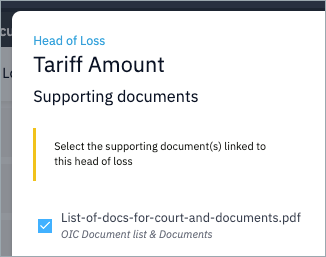 Head of Loss
Tariff Amount
Supporting documents
Select the supporting document(s) linked to
this head of loss
List-of-docs-for-court-and-documents.pdf
OIC Document list & Documents